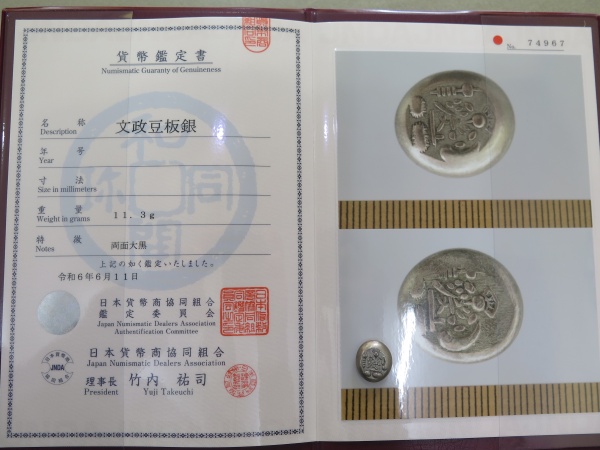 貨幣鑑定書
Numismatic Guaranty of Genuineness
名称 文政豆板銀
Description
年号
Year
寸法
Size in millimeters
重量 11.3g
Weight in grams
特徴 両面大黒
Notes
上記の如く鑑定いたしました。
令和6年6月11日
日本貨幣商協同組合
鑑定委員会
Japan Numismatic Dealers Association
Authentification Committee
日本貨幣商協同組合
Japan Numismatic Dealers Association
理事長 竹内 祐司
President Yuji Takeuchi
JNDA
No. 74967